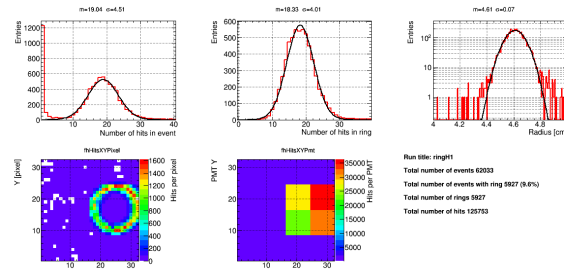 m=19.04 σ=4.51
Entries
1200
1000
800
600
400
200
0
10 20 30 40
Number of hits in event
m=18.33 σ=4.01
Entries
600
500
400
300
200
100
0
0 10 20 30 40
Number of hits in ring
m=4.61 σ=0.07
Entries
10²
10
1
4 4.2 4.4 4.6 4.8
Radius [cm
fhHitsXYPixel
Y [pixel]
30
20
10
10 20 30
1600
1400
1200
1000
800
600
400
200
0
Hits per pixel
fhHitsXYPmt
PMT Y
30
20
10
10 20 30
35000
30000
25000
20000
15000
10000
5000
Hits per PMT
Run title: ringH1
Total number of events 62033
Total number of events with ring 5927 (9.6%)
Total number of rings 5927
Total number of hits 125753